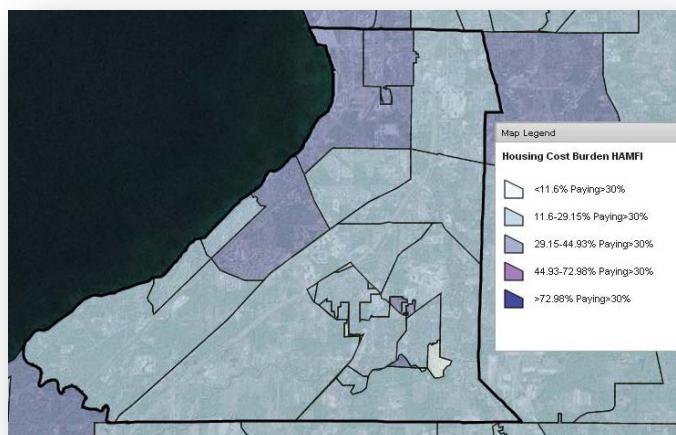 Map Legend
Housing Cost Burden HAMFI
<11.6% Paying>30%
11.6-29.15% Paying>30%
29.15-44.93% Paying>30%
44.93-72.98% Paying>30%
>72.98% Paying>30%